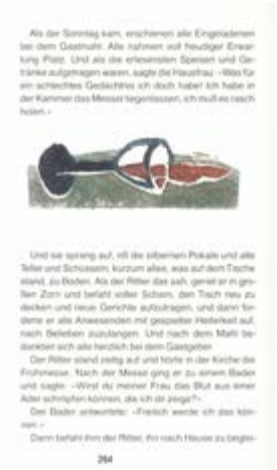 Als der Sonntag kam, erschienen alle Eingeladenen
bei dem Gastmahl. Alle nahmen voll freudiger Erwar-
tung Platz. Und als die erlesensten Speisen und Ge-
tränke aufgetragen waren, sagte die Hausfrau: »Was für
ein schlechtes Gedächtnis ich doch habe! Ich habe in
der Kammer das Messer liegenlassen, ich muß es rasch
holen.«
Und sie sprang auf, riß die silbernen Pokale und alle
Teller und Schüsseln, kurzum alles, was auf dem Tische
stand, zu Boden. Als der Ritter das sah, geriet er in gro-
ßen Zorn und befahl voller Scham, den Tisch neu zu
decken und neue Gerichte aufzutragen, und dann for-
derte er alle Anwesenden mit gespielter Heiterkeit auf,
nach Belieben zuzulangen. Und nach dem Mahl be-
dankten sich alle herzlich bei dem Gastgeber.
Der Ritter stand zeitig auf und hörte in der Kirche die
Frühmesse. Nach der Messe ging er zu einem Bader
und sagte: »Wirst du meiner Frau das Blut aus einer
Ader schröpfen können, die ich dir zeige?«
Der Bader antwortete: »Freilich werde ich das kön-
nen.«
Dann befahl ihm der Ritter, ihn nach Hause zu beglei-
264